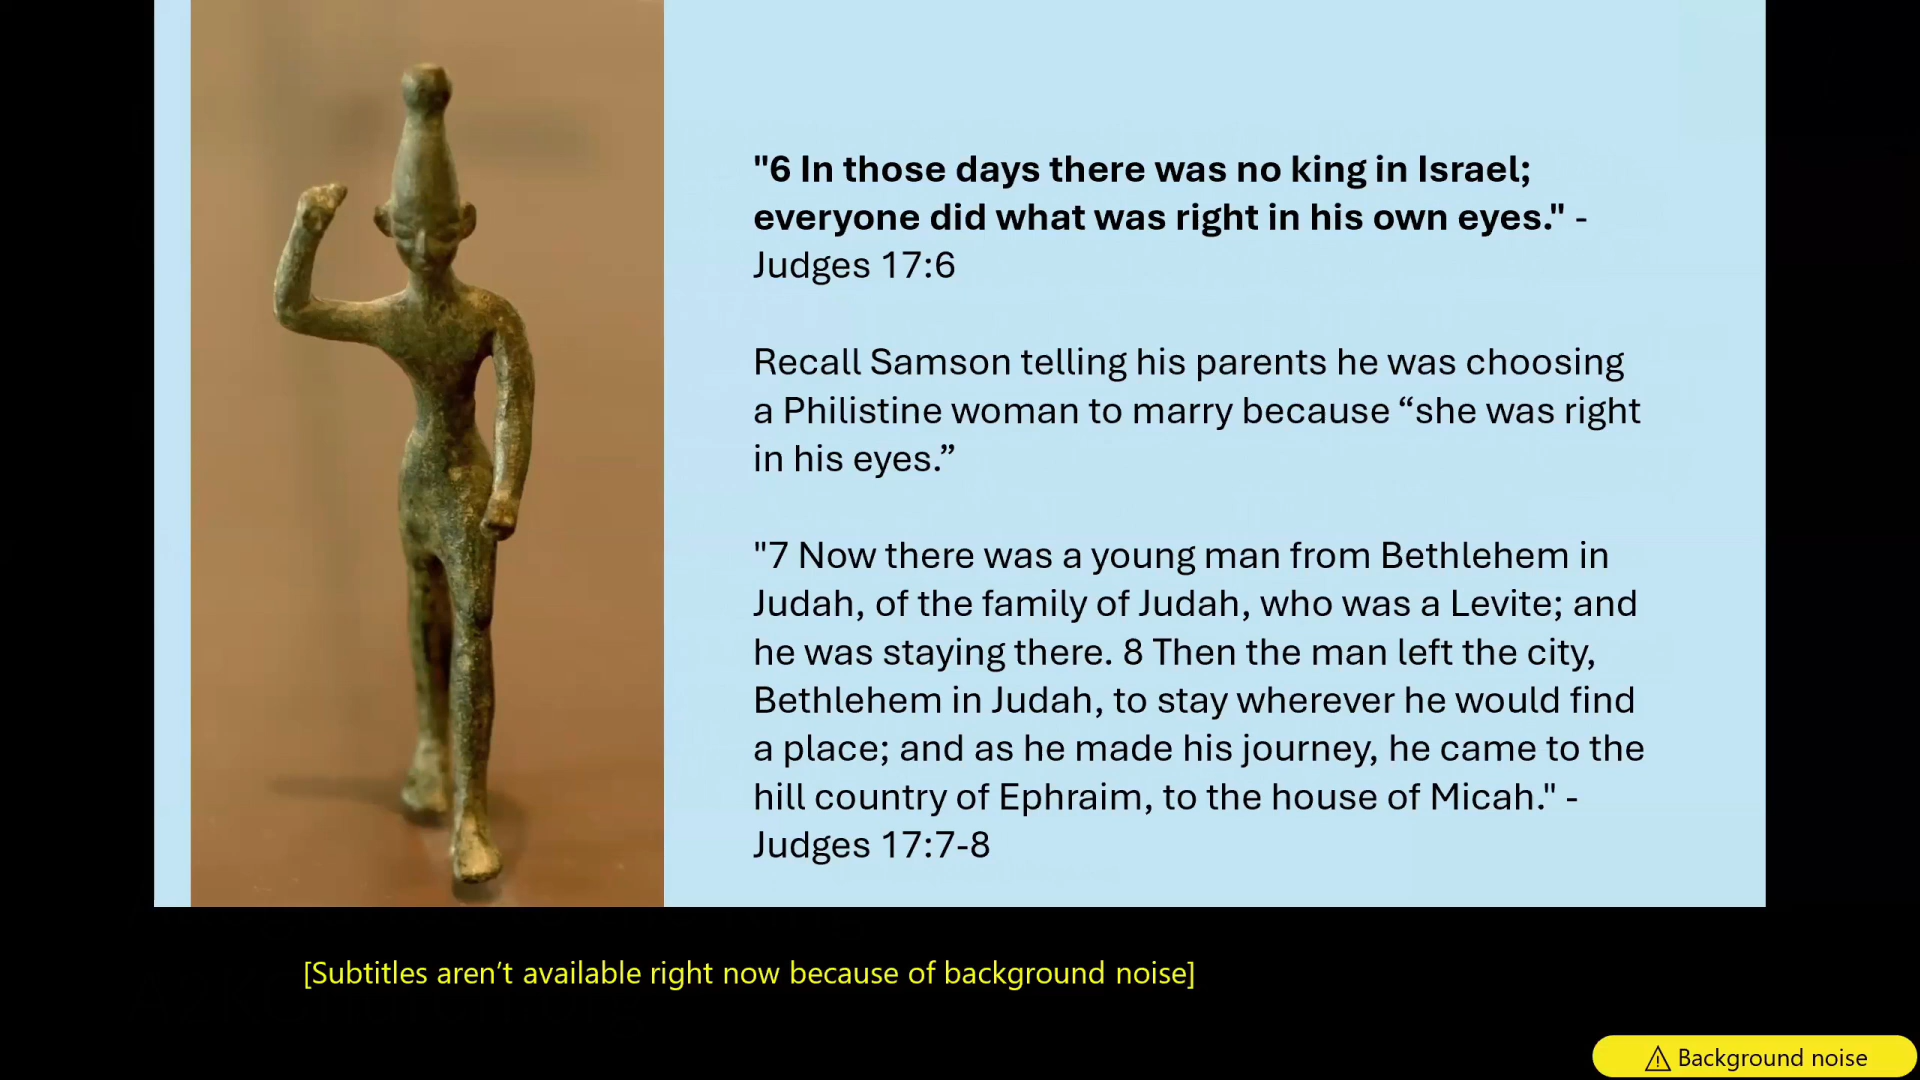 "6 In those days there was no king in Israel;
everyone did what was right in his own eyes." -
Judges 17:6
Recall Samson telling his parents he was choosing
a Philistine woman to marry because “she was right
in his eyes.”
"7 Now there was a young man from Bethlehem in
Judah, of the family of Judah, who was a Levite; and
he was staying there. 8 Then the man left the city,
Bethlehem in Judah, to stay wherever he would find
a place; and as he made his journey, he came to the
hill country of Ephraim, to the house of Micah." -
Judges 17:7-8
[Subtitles aren’t available right now because of background noise]
Background noise